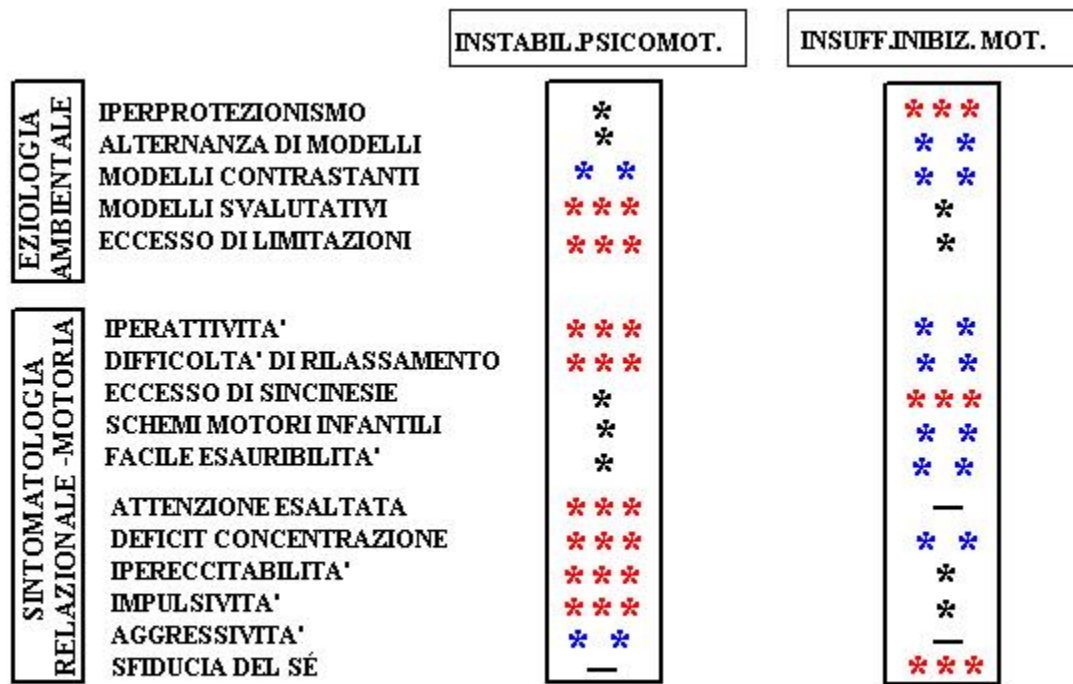 INSTABIL.PSICOMOT. INSUFF.INIBIZ. MOT.
EZIOLOGIA
AMBIENTALE
IPERPROTEZIONISMO * ***
ALTERNANZA DI MODELLI * * *
MODELLI CONTRASTANTI * * * *
MODELLI SVALUTATIVI *** *
ECCESSO DI LIMITAZIONI *** *
SINTOMATOLOGIA
RELAZIONALE -MOTORIA
IPERATTIVITA' *** * *
DIFFICOLTA' DI RILASSAMENTO *** * *
ECCESSO DI SINCINESIE * ***
SCHEMI MOTORI INFANTILI * * *
FACILE ESAURIBILITA' * * *
ATTENZIONE ESALTATA *** —
DEFICIT CONCENTRAZIONE *** * *
IPERECCITABILITA' *** *
IMPULSIVITA' *** *
AGGRESSIVITA' * * —
SFIDUCIA DEL SÉ — ***